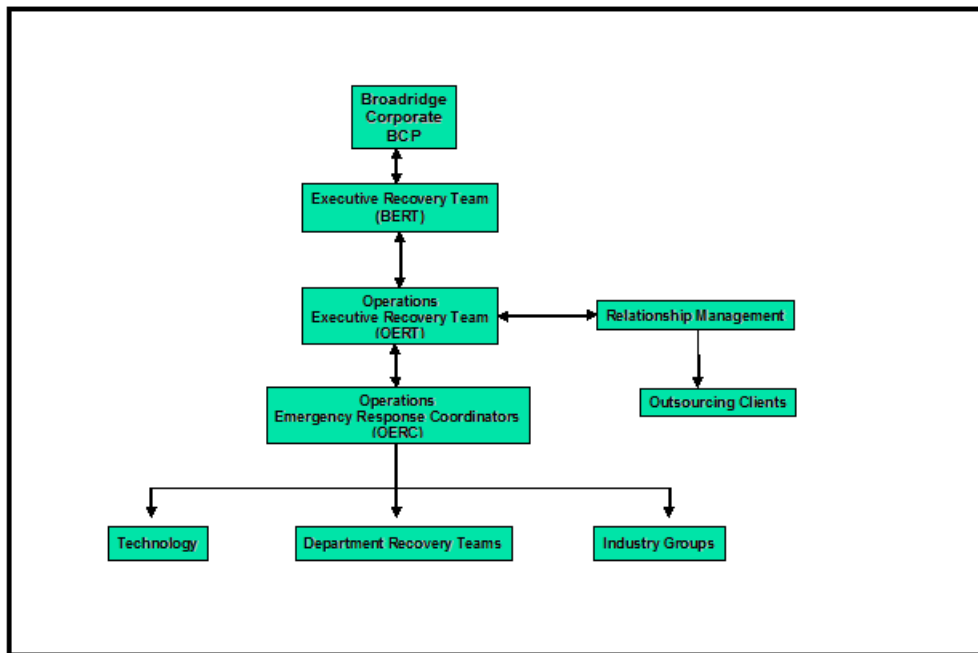 Broadridge
Corporate
BCP
Executive Recovery Team
(BERT)
Operations
Executive Recovery Team
(OERT)
Relationship Management
Operations
Emergency Response Coordinators
(OERC)
Outsourcing Clients
Technology
Department Recovery Teams
Industry Groups